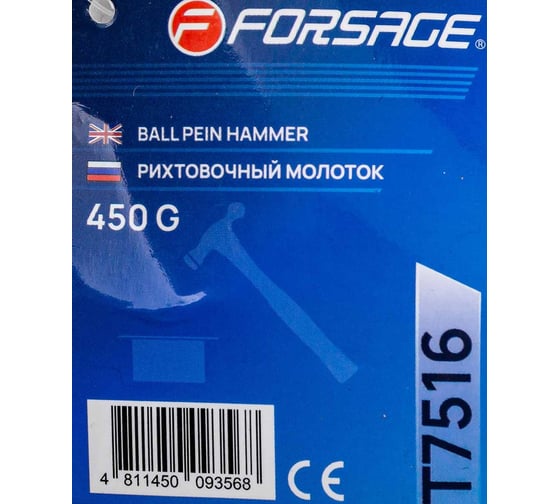 FORSAGE®
BALL PEIN HAMMER
РИХТОВОЧНЫЙ МОЛОТОК
450 G
T7516
4 811450 093568
CE